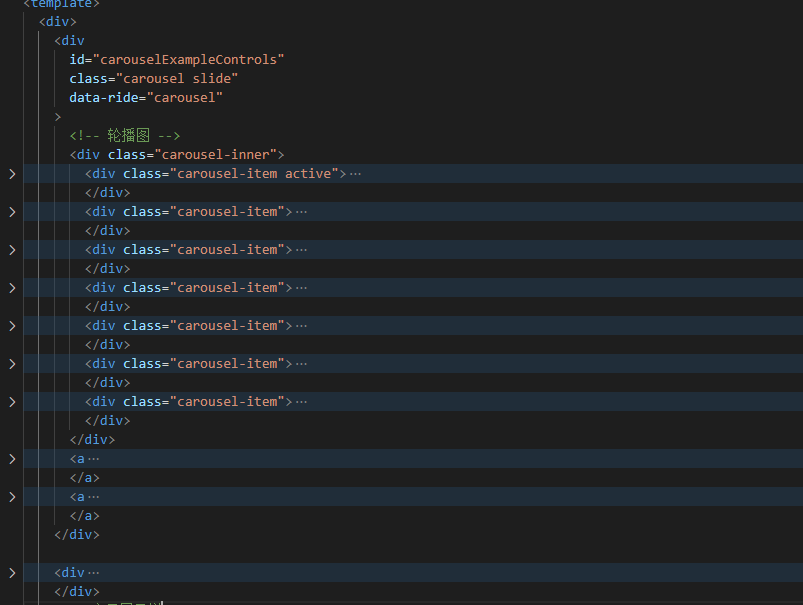 <template>
<div>
<div
id="carouselExampleControls"
class="carousel slide"
data-ride="carousel"
>
<!-- 轮播图 -->
<div class="carousel-inner">
<div class="carousel-item active">⋯
</div>
<div class="carousel-item">⋯
</div>
<div class="carousel-item">⋯
</div>
<div class="carousel-item">⋯
</div>
<div class="carousel-item">⋯
</div>
<div class="carousel-item">⋯
</div>
<div class="carousel-item">⋯
</div>
</div>
<a⋯
</a>
<a⋯
</a>
</div>
<div⋯
</div>